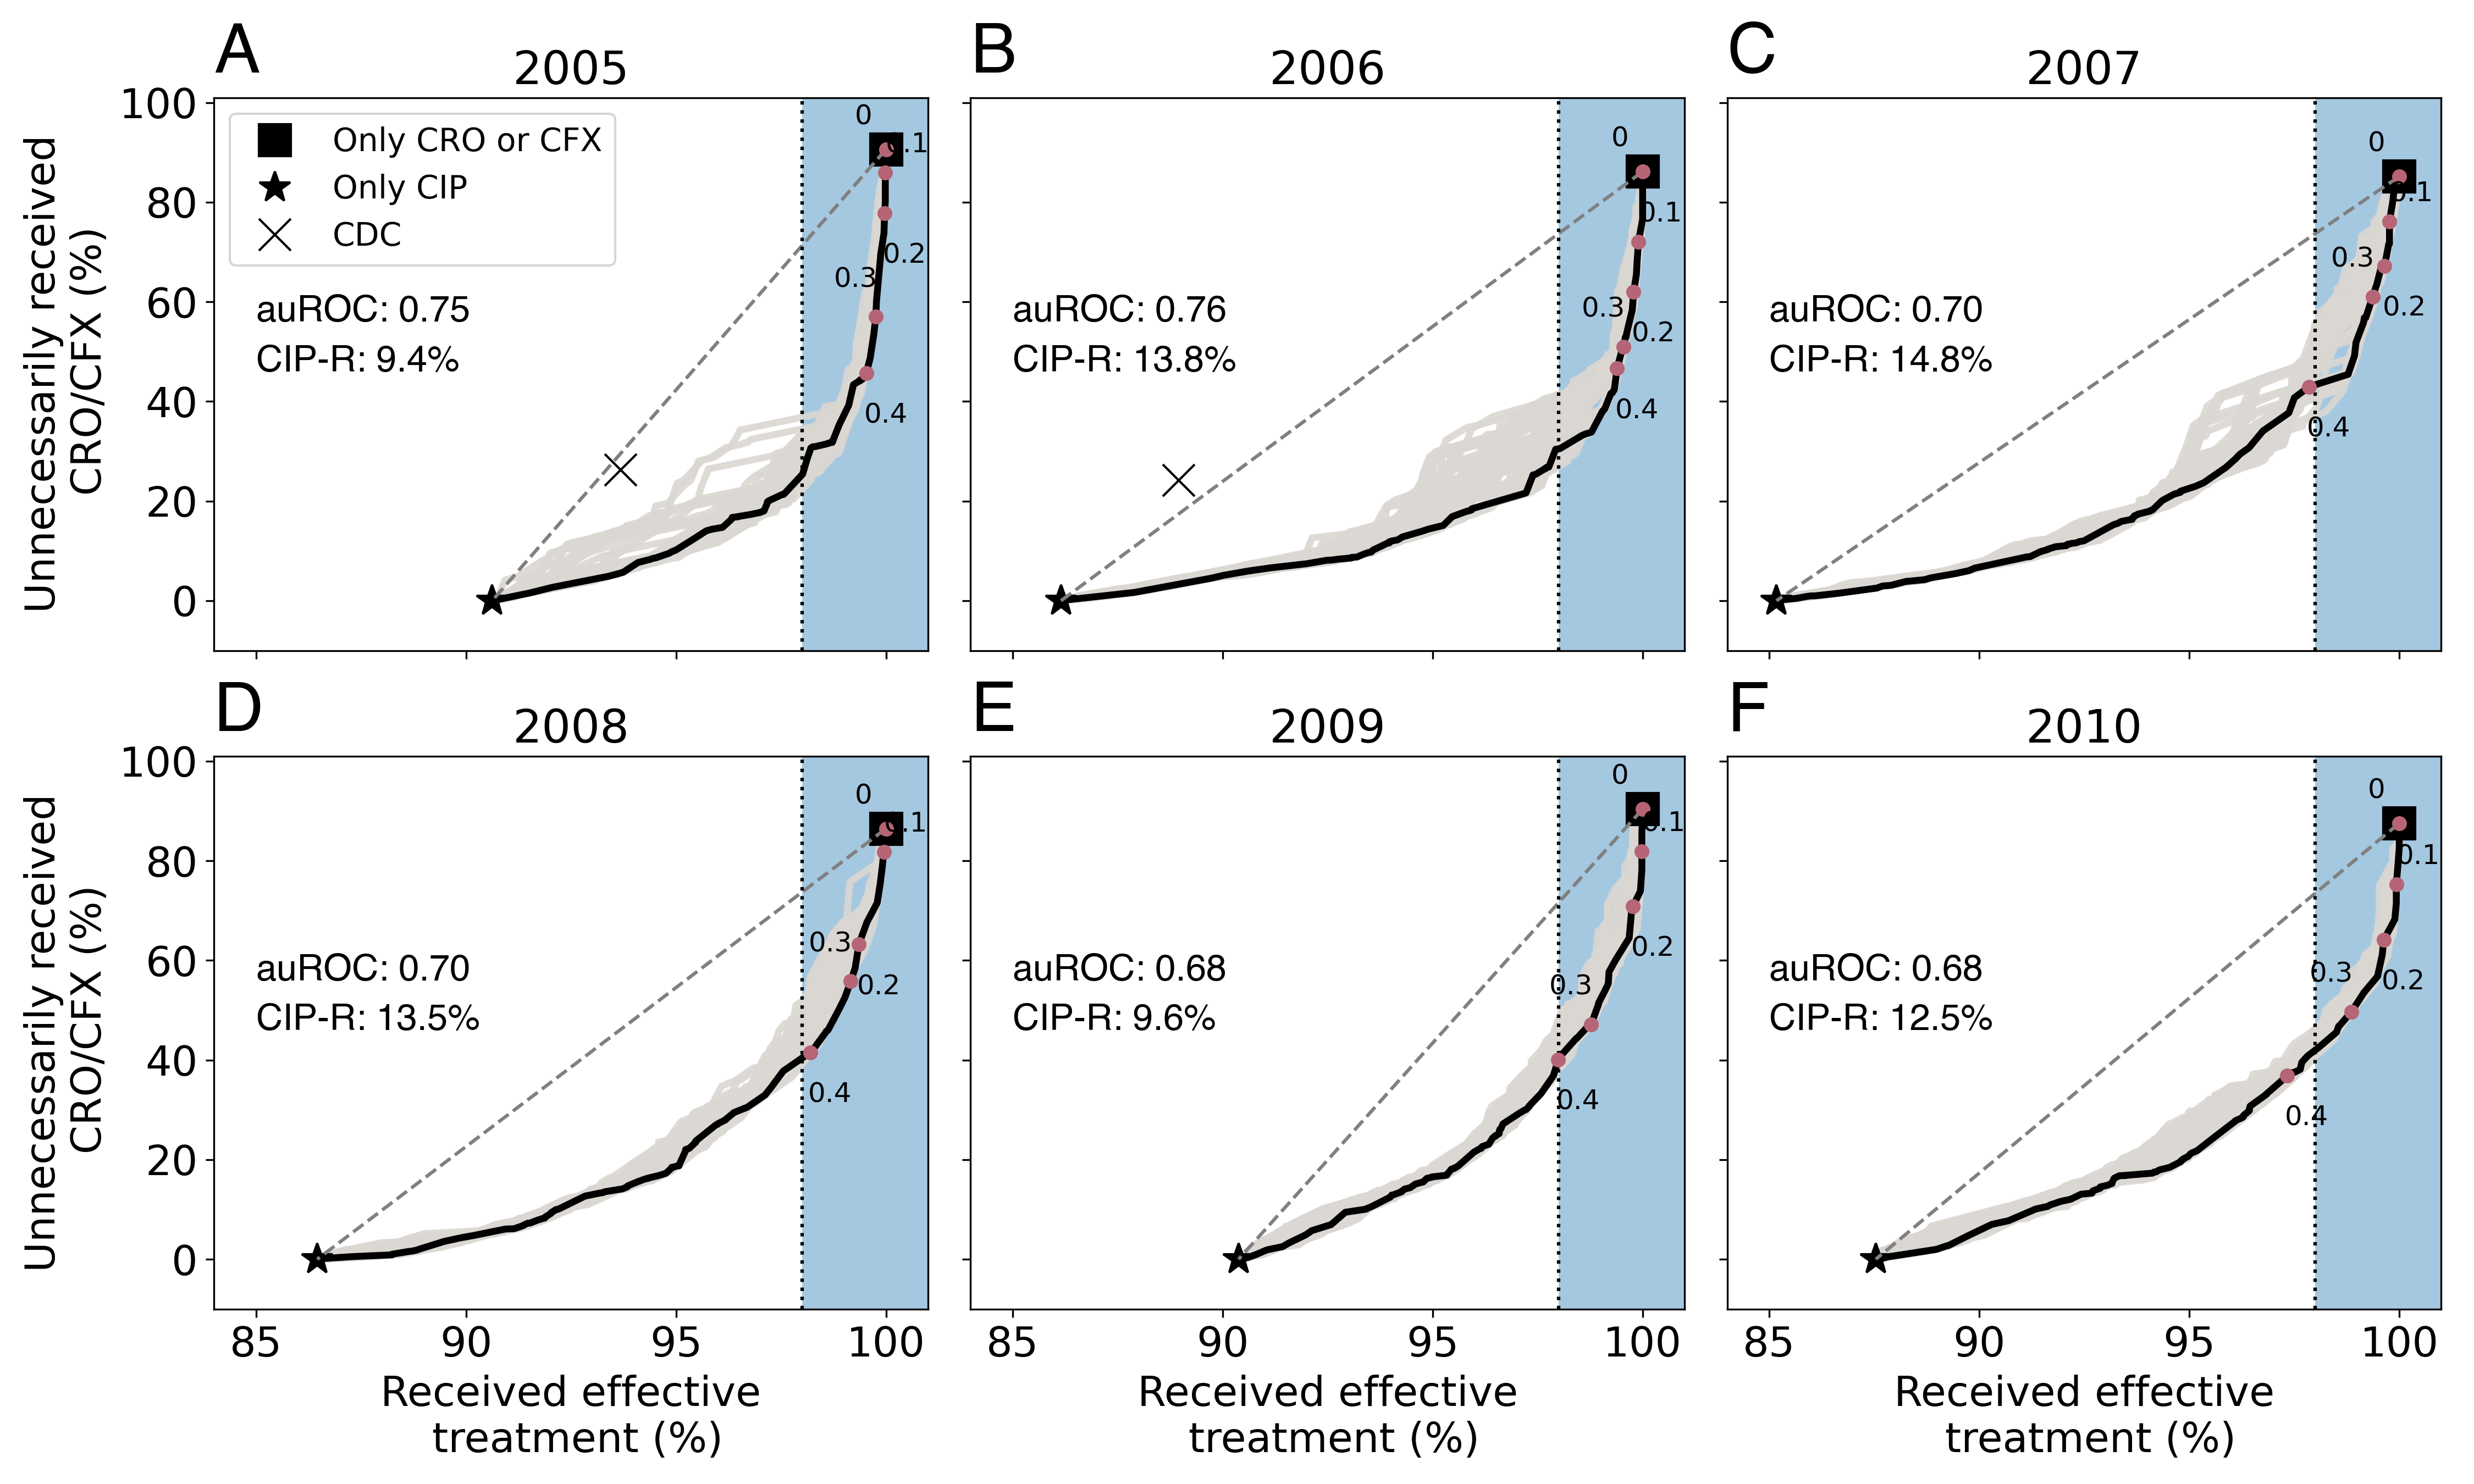 A
2005
B
2006
C
2007
Unnecessarily received
CRO/CFX (%)
100
80
60
40
20
0
Only CRO or CFX
Only CIP
CDC
auROC: 0.75
CIP-R: 9.4%
0
0.2
0.3
0.4
auROC: 0.76
CIP-R: 13.8%
0
0.1
0.3
0.2
0.4
auROC: 0.70
CIP-R: 14.8%
0
0.1
0.3
0.2
0.4
D
2008
E
2009
F
2010
Unnecessarily received
CRO/CFX (%)
100
80
60
40
20
0
auROC: 0.70
CIP-R: 13.5%
0
0.3
0.2
0.4
auROC: 0.68
CIP-R: 9.6%
0
0.1
0.2
0.3
0.4
auROC: 0.68
CIP-R: 12.5%
0
0.1
0.3
0.2
0.4
85 90 95 100
85 90 95 100
85 90 95 100
Received effective
treatment (%)
Received effective
treatment (%)
Received effective
treatment (%)